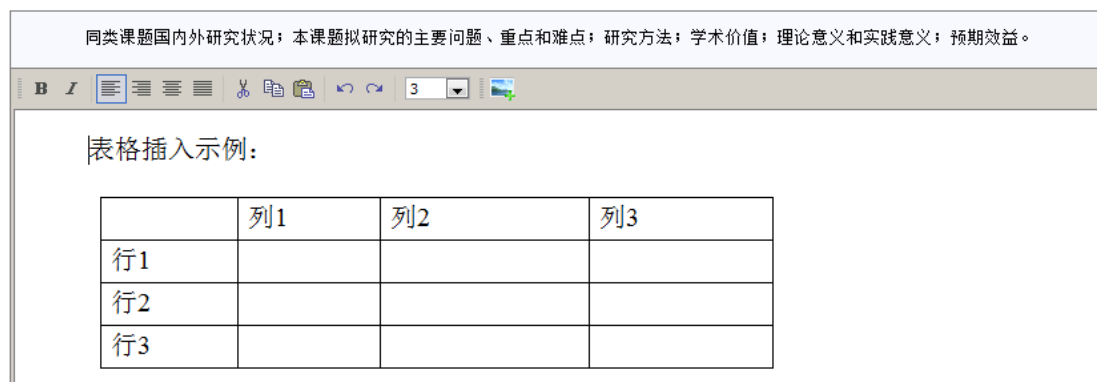 同类课题国内外研究状况；本课题拟研究的主要问题、重点和难点；研究方法；学术价值；理论意义和实践意义；预期效益。
B I 3
表格插入示例：
列1 列2 列3
行1
行2
行3